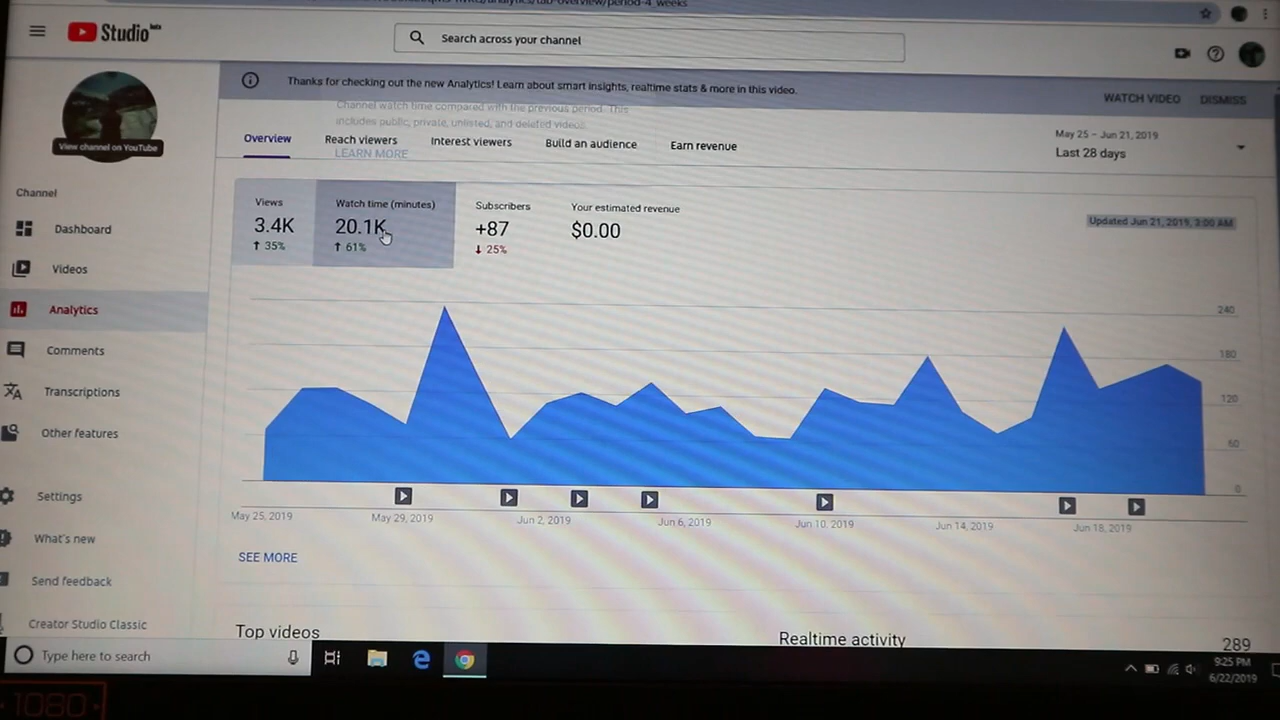 Studio beta
Search across your channel
Thanks for checking out the new Analytics! Learn about smart insights, realtime stats & more in this video.
WATCH VIDEO
DISMISS
Channel watch time compared with the previous period. This
includes public, private, unlisted, and deleted videos.
LEARN MORE
Overview
Reach viewers
Interest viewers
Build an audience
Earn revenue
May 25 – Jun 21, 2019
Last 28 days
View channel on YouTube
Channel
Dashboard
Videos
Analytics
Comments
Transcriptions
Other features
Settings
What's new
Send feedback
Creator Studio Classic
Views
3.4K
35%
Watch time (minutes)
20.1K
61%
Subscribers
+87
25%
Your estimated revenue
$0.00
Updated Jun 21, 2019, 3:00 AM
240
180
120
60
0
May 25, 2019
May 29, 2019
Jun 2, 2019
Jun 6, 2019
Jun 10, 2019
Jun 14, 2019
Jun 18, 2019
SEE MORE
Top videos
Realtime activity
289
Type here to search
9:25 PM
6/22/2019
1080